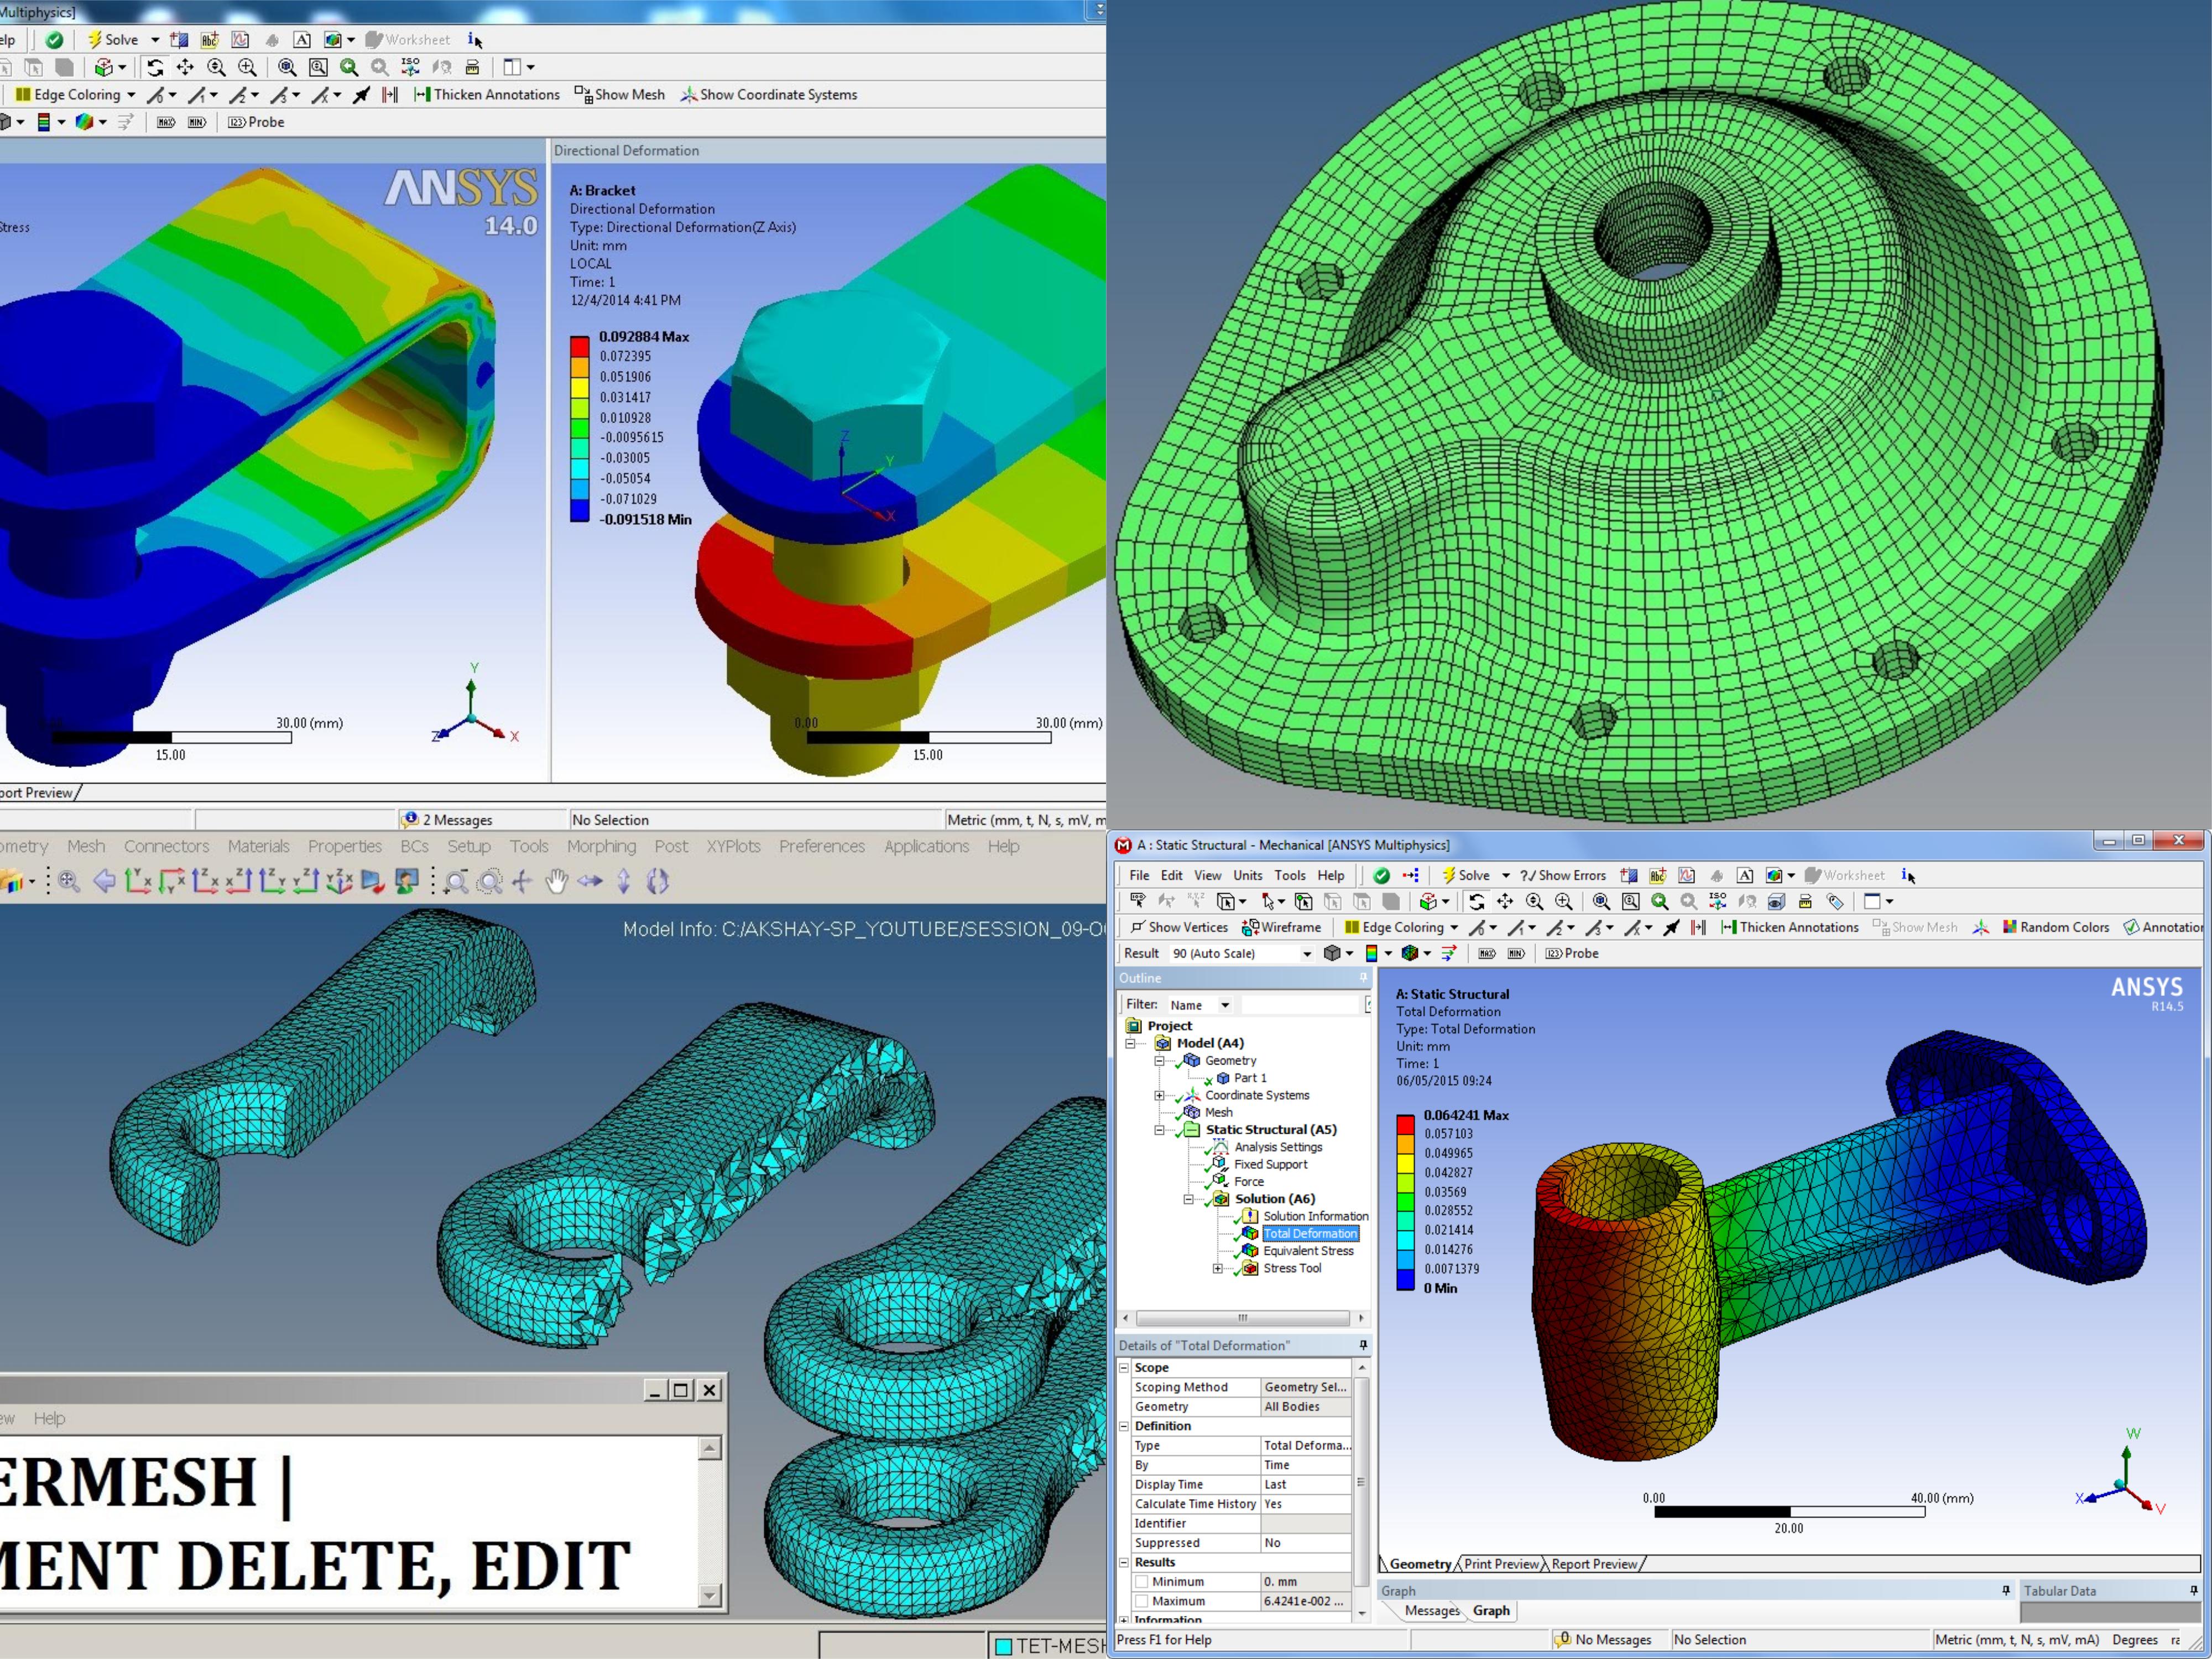 Multiphysics]
elp Solve Worksheet
ISO
Edge Coloring Thicken Annotations Show Mesh Show Coordinate Systems
MAX MIN Probe
Directional Deformation
ANSYS
14.0
Stress
A: Bracket
Directional Deformation
Type: Directional Deformation(Z Axis)
Unit: mm
LOCAL
Time: 1
12/4/2014 4:41 PM
0.092884 Max
0.072395
0.051906
0.031417
0.010928
-0.0095615
-0.03005
-0.05054
-0.071029
-0.091518 Min
Z
Y
X
Y
Z X
30.00 (mm)
15.00
0.00 30.00 (mm)
15.00
port Preview
2 Messages No Selection Metric (mm, t, N, s, mV, m
ometry Mesh Connectors Materials Properties BCs Setup Tools Morphing Post XYPlots Preferences Applications Help
Model Info: C:/AKSHAY-SP_YOUTUBE/SESSION_09-O
ew Help
ERMESH |
MENT DELETE, EDIT
TET-MESH
A : Static Structural - Mechanical [ANSYS Multiphysics]
File Edit View Units Tools Help Solve ?/ Show Errors Worksheet
ISO
Show Vertices Wireframe Edge Coloring Thicken Annotations Show Mesh Random Colors Annotation
Result 90 (Auto Scale) MAX MIN Probe
Outline
Filter: Name
Project
Model (A4)
Geometry
Part 1
Coordinate Systems
Mesh
Static Structural (A5)
Analysis Settings
Fixed Support
Force
Solution (A6)
Solution Information
Total Deformation
Equivalent Stress
Stress Tool
Details of "Total Deformation"
Scope
Scoping Method Geometry Sel...
Geometry All Bodies
Definition
Type Total Deforma...
By Time
Display Time Last
Calculate Time History Yes
Identifier
Suppressed No
Results
Minimum 0. mm
Maximum 6.4241e-002 ...
Information
A: Static Structural
Total Deformation
Type: Total Deformation
Unit: mm
Time: 1
06/05/2015 09:24
0.064241 Max
0.057103
0.049965
0.042827
0.03569
0.028552
0.021414
0.014276
0.0071379
0 Min
ANSYS
R14.5
W
X V
0.00 40.00 (mm)
20.00
Geometry Print Preview Report Preview
Graph Tabular Data
Messages Graph
Press F1 for Help No Messages No Selection Metric (mm, t, N, s, mV, mA) Degrees ra